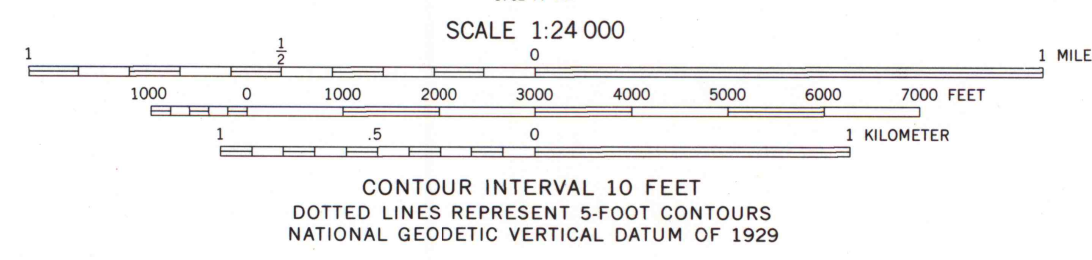 SCALE 1:24 000
1 1/2 0 1 MILE
1000 0 1000 2000 3000 4000 5000 6000 7000 FEET
1 .5 0 1 KILOMETER
CONTOUR INTERVAL 10 FEET
DOTTED LINES REPRESENT 5-FOOT CONTOURS
NATIONAL GEODETIC VERTICAL DATUM OF 1929